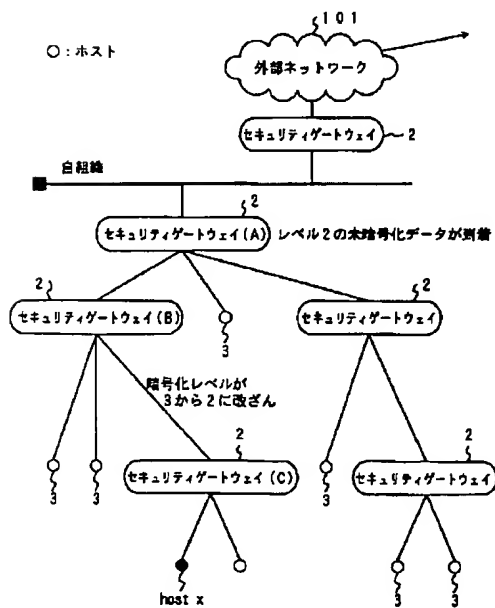 101
○:ホスト
外部ネットワーク
セキュリティゲートウェイ
2
自組織
2
セキュリティゲートウェイ(A)
レベル2の未暗号化データが到着
2
セキュリティゲートウェイ(B)
3
2
セキュリティゲートウェイ
暗号化レベルが
3から2に改ざん
3
3
2
セキュリティゲートウェイ(C)
3
2
セキュリティゲートウェイ
host x
3
3